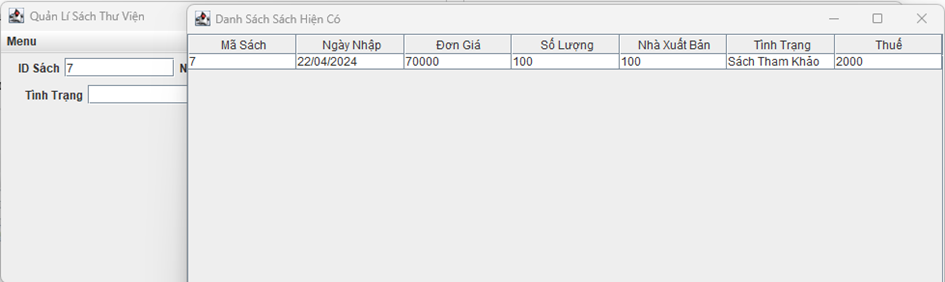 Quản Lí Sách Thư Viện
Danh Sách Sách Hiện Có
Menu
ID Sách 7 N
Tình Trạng
Mã Sách Ngày Nhập Đơn Giá Số Lượng Nhà Xuất Bản Tình Trạng Thuế
7 22/04/2024 70000 100 100 Sách Tham Khảo 2000